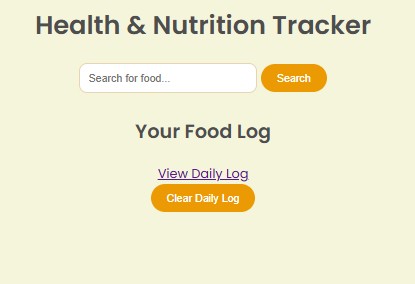 Health & Nutrition Tracker
Search for food... Search
Your Food Log
View Daily Log
Clear Daily Log